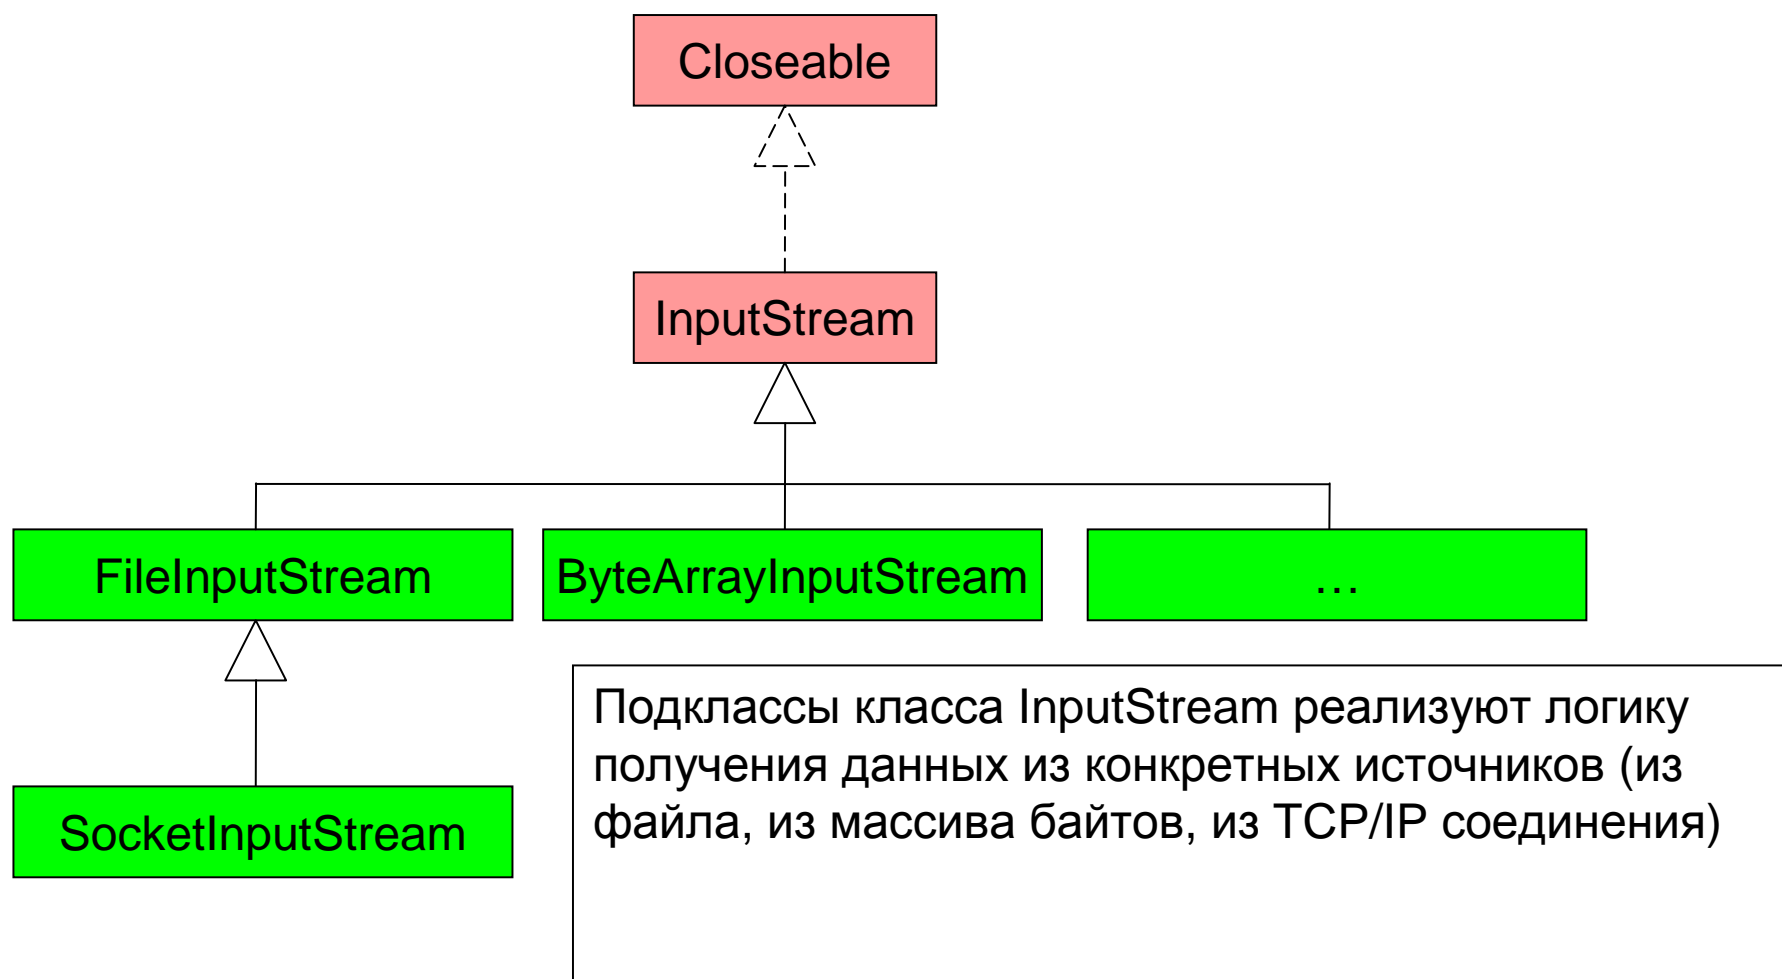 Closeable
InputStream
FileInputStream
ByteArrayInputStream
...
SocketInputStream
Подклассы класса InputStream реализуют логику
получения данных из конкретных источников (из
файла, из массива байтов, из TCP/IP соединения)